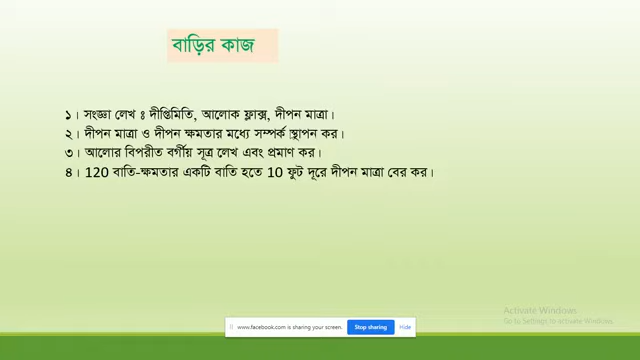 বাড়ির কাজ
১। সংজ্ঞা লেখ ঃ দীপ্তিমিতি, আলোক ফ্লাক্স, দীপন মাত্রা।
২। দীপন মাত্রা ও দীপন ক্ষমতার মধ্যে সম্পর্ক স্থাপন কর।
৩। আলোর বিপরীত বর্গীয় সূত্র লেখ এবং প্রমাণ কর।
৪। 120 বাতি-ক্ষমতার একটি বাতি হতে 10 ফুট দূরে দীপন মাত্রা বের কর।
Activate Windows
Go to Settings to activate Windows.
www.facebook.com is sharing your screen. Stop sharing Hide